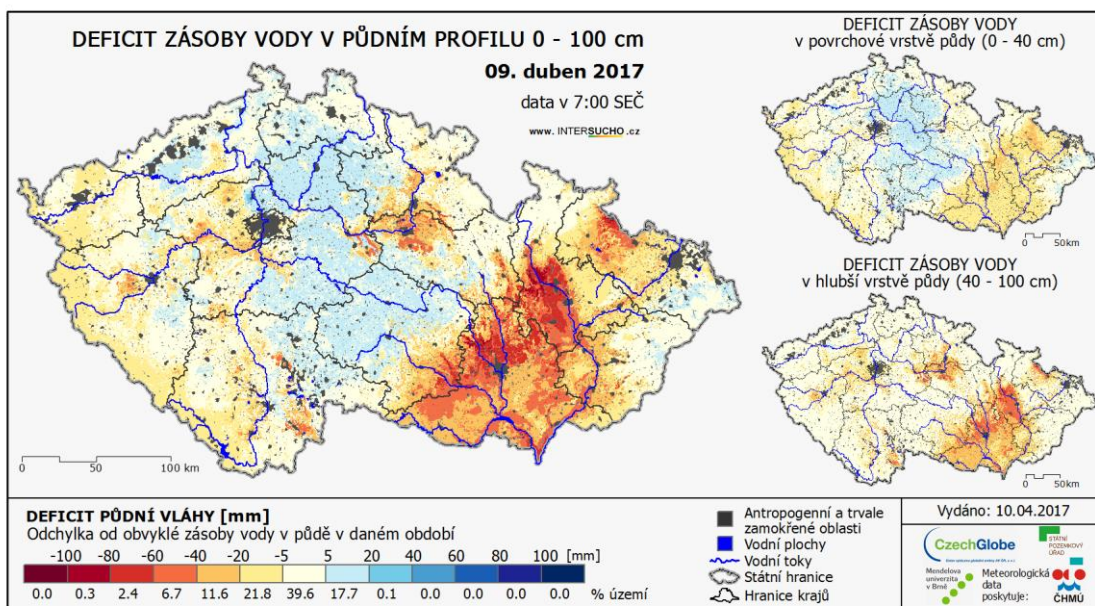 DEFICIT ZÁSOBY VODY V PŮDNÍM PROFILU 0 - 100 cm
09. duben 2017
data v 7:00 SEČ
www. INTERSUCHO .cz
0 50 100 km
DEFICIT ZÁSOBY VODY
v povrchové vrstvě půdy (0 - 40 cm)
0 50km
DEFICIT ZÁSOBY VODY
v hlubší vrstvě půdy (40 - 100 cm)
0 50km
DEFICIT PŮDNÍ VLÁHY [mm]
Odchylka od obvyklé zásoby vody v půdě v daném období
-100 -80 -60 -40 -20 -5 5 20 40 60 80 100 [mm]
0.0 0.3 2.4 6.7 11.6 21.8 39.6 17.7 0.1 0.0 0.0 0.0 0.0 % území
Antropogenní a trvale
zamokřené oblasti
Vodní plochy
Vodní toky
Státní hranice
Hranice krajů
Vydáno: 10.04.2017
CzechGlobe
STÁTNÍ
POZEMKOVÝ
ÚŘAD
Mendelova
univerzita
v Brně
Meteorologická
data
poskytuje:
ČHMÚ